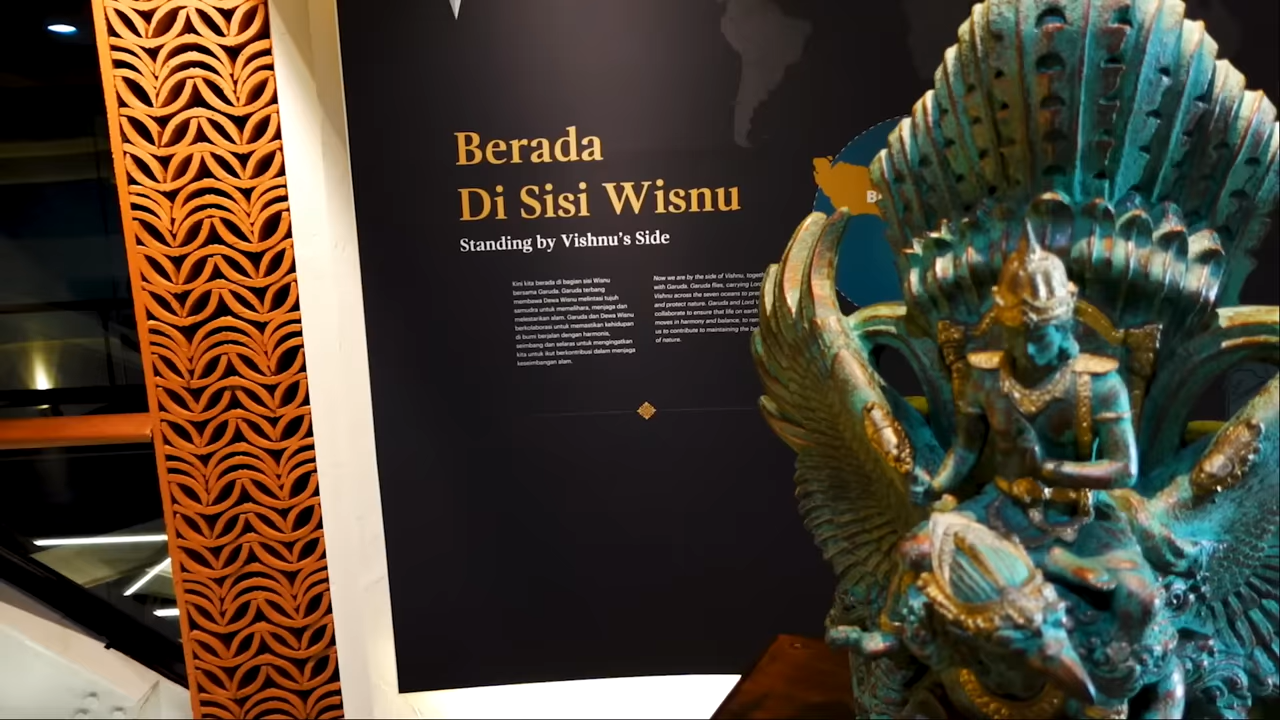 Berada
Di Sisi Wisnu
Standing by Vishnu's Side
Kini kita berada di bagian sisi Wisnu
bersama Garuda. Garuda terbang
membawa Dewa Wisnu melintasi tujuh
samudra untuk memelihara, menjaga dan
melestarikan alam. Garuda dan Dewa Wisnu
berkolaborasi untuk memastikan kehidupan
di bumi berjalan dengan harmonis,
seimbang dan selaras untuk mengingatkan
kita untuk ikut berkontribusi dalam menjaga
keseimbangan alam.
Now we are by the side of Vishnu,
with Garuda. Garuda flies, carrying
Vishnu across the seven oceans to
and protect nature. Garuda and Lord
collaborate to ensure that life on earth
moves in harmony and balance, to
us to contribute to maintaining the
of nature.